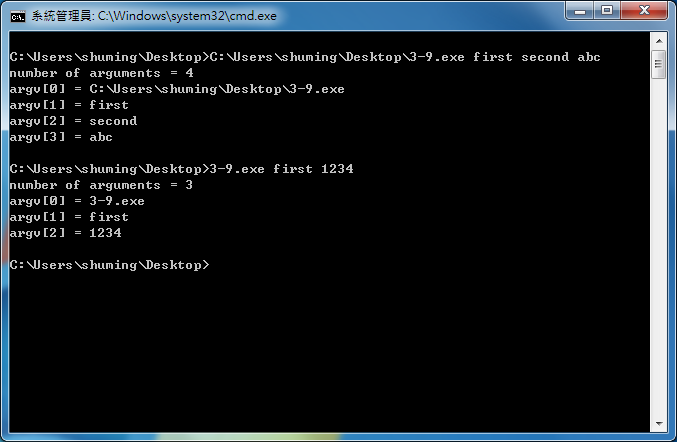 系統管理員: C:\Windows\system32\cmd.exe
C:\Users\shuming\Desktop>C:\Users\shuming\Desktop\3-9.exe first second abc
number of arguments = 4
argv[0] = C:\Users\shuming\Desktop\3-9.exe
argv[1] = first
argv[2] = second
argv[3] = abc
C:\Users\shuming\Desktop>3-9.exe first 1234
number of arguments = 3
argv[0] = 3-9.exe
argv[1] = first
argv[2] = 1234
C:\Users\shuming\Desktop>